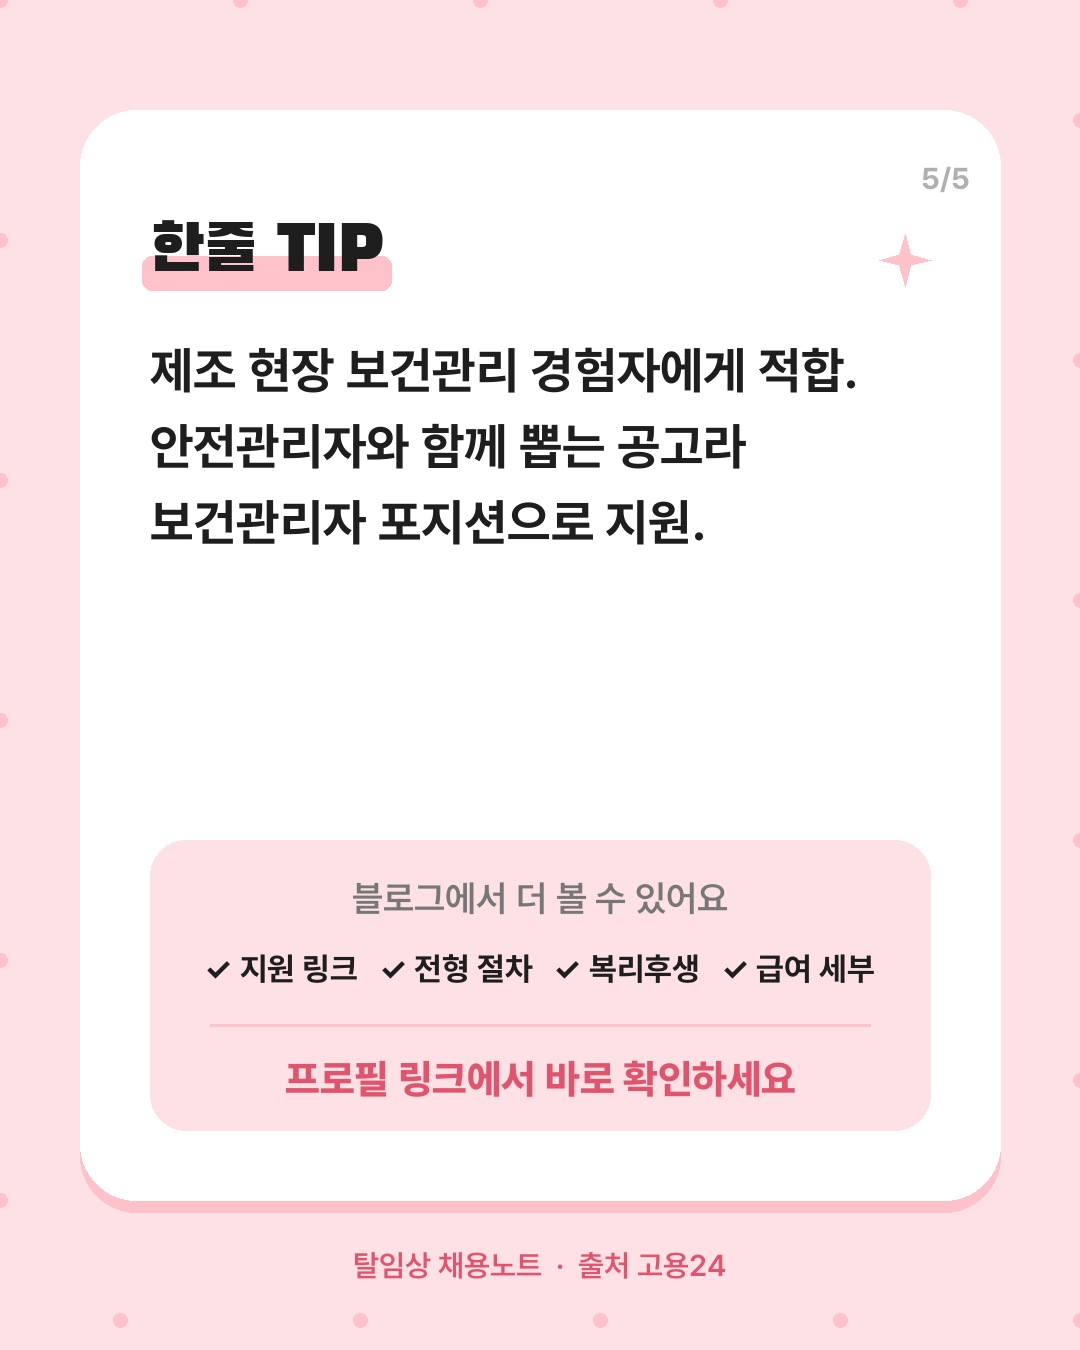 5/5
한줄 TIP
제조 현장 보건관리 경험자에게 적합.
안전관리자와 함께 뽑는 공고라
보건관리자 포지션으로 지원.
블로그에서 더 볼 수 있어요
✓ 지원 링크 ✓ 전형 절차 ✓ 복리후생 ✓ 급여 세부
프로필 링크에서 바로 확인하세요
탈임상 채용노트 · 출처 고용24